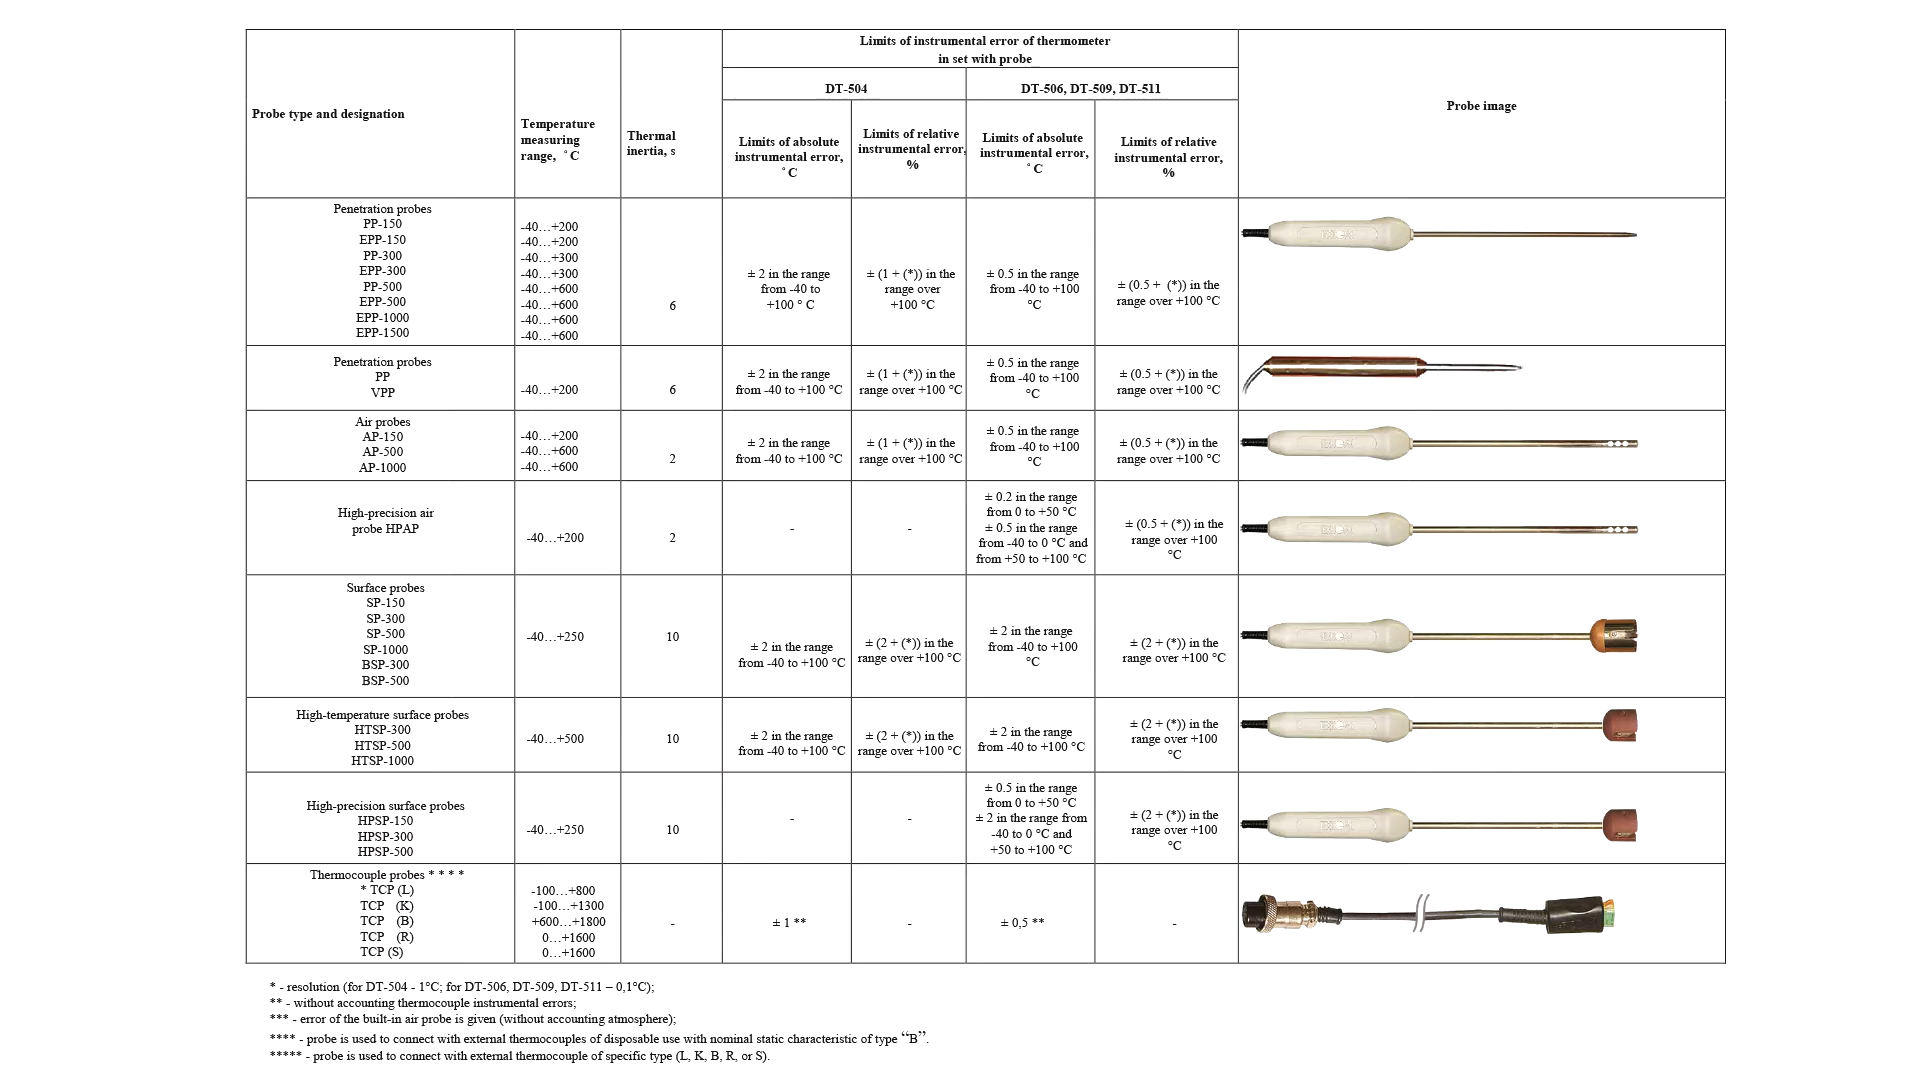 Limits of instrumental error of thermometer
in set with probe
DT-504
DT-506, DT-509, DT-511
Probe type and designation
Temperature
measuring
range, °C
Thermal
inertia, s
Limits of absolute
instrumental error,
°C
Limits of relative
instrumental error,
%
Limits of absolute
instrumental error,
°C
Limits of relative
instrumental error,
%
Probe image
Penetration probes
PP-150
EPP-150
PP-300
EPP-300
PP-500
EPP-500
EPP-1000
EPP-1500
-40…+200
-40…+200
-40…+300
-40…+300
-40…+600
-40…+600
-40…+600
-40…+600
6
± 2 in the range
from -40 to
+100 ° C
± (1 + (*)) in the
range over
+100 °C
± 0.5 in the range
from -40 to +100
°C
± (0.5 + (*)) in the
range over +100 °C
Penetration probes
PP
VPP
-40…+200
6
± 2 in the range
from -40 to +100 °C
± (1 + (*)) in the
range over +100 °C
± 0.5 in the range
from -40 to +100
°C
± (0.5 + (*)) in the
range over +100 °C
Air probes
AP-150
AP-500
AP-1000
-40…+200
-40…+600
-40…+600
2
± 2 in the range
from -40 to +100 °C
± (1 + (*)) in the
range over +100 °C
± 0.5 in the range
from -40 to +100
°C
± (0.5 + (*)) in the
range over +100 °C
High-precision air
probe HPAP
-40…+200
2
-
-
± 0.2 in the range
from 0 to +50 °C
± 0.5 in the range
from -40 to 0 °C and
from +50 to +100 °C
± (0.5 + (*)) in the
range over +100
°C
Surface probes
SP-150
SP-300
SP-500
SP-1000
BSP-300
BSP-500
-40…+250
10
± 2 in the range
from -40 to +100 °C
± (2 + (*)) in the
range over +100 °C
± 2 in the range
from -40 to +100
°C
± (2 + (*)) in the
range over +100 °C
High-temperature surface probes
HTSP-300
HTSP-500
HTSP-1000
-40…+500
10
± 2 in the range
from -40 to +100 °C
± (2 + (*)) in the
range over +100 °C
± 2 in the range
from -40 to +100 °C
± (2 + (*)) in the
range over +100
°C
High-precision surface probes
HPSP-150
HPSP-300
HPSP-500
-40…+250
10
-
-
± 0.5 in the range
from 0 to +50 °C
± 2 in the range from
-40 to 0 °C and
+50 to +100 °C
± (2 + (*)) in the
range over +100
°C
Thermocouple probes * * * *
* TCP (L)
TCP (K)
TCP (B)
TCP (R)
TCP (S)
-100…+800
-100…+1300
+600…+1800
0…+1600
0…+1600
-
± 1 **
-
± 0,5 **
-
* - resolution (for DT-504 - 1°C; for DT-506, DT-509, DT-511 – 0,1°C);
** - without accounting thermocouple instrumental errors;
*** - error of the built-in air probe is given (without accounting atmosphere);
**** - probe is used to connect with external thermocouples of disposable use with nominal static characteristic of type “B”.
***** - probe is used to connect with external thermocouple of specific type (L, K, B, R, or S).